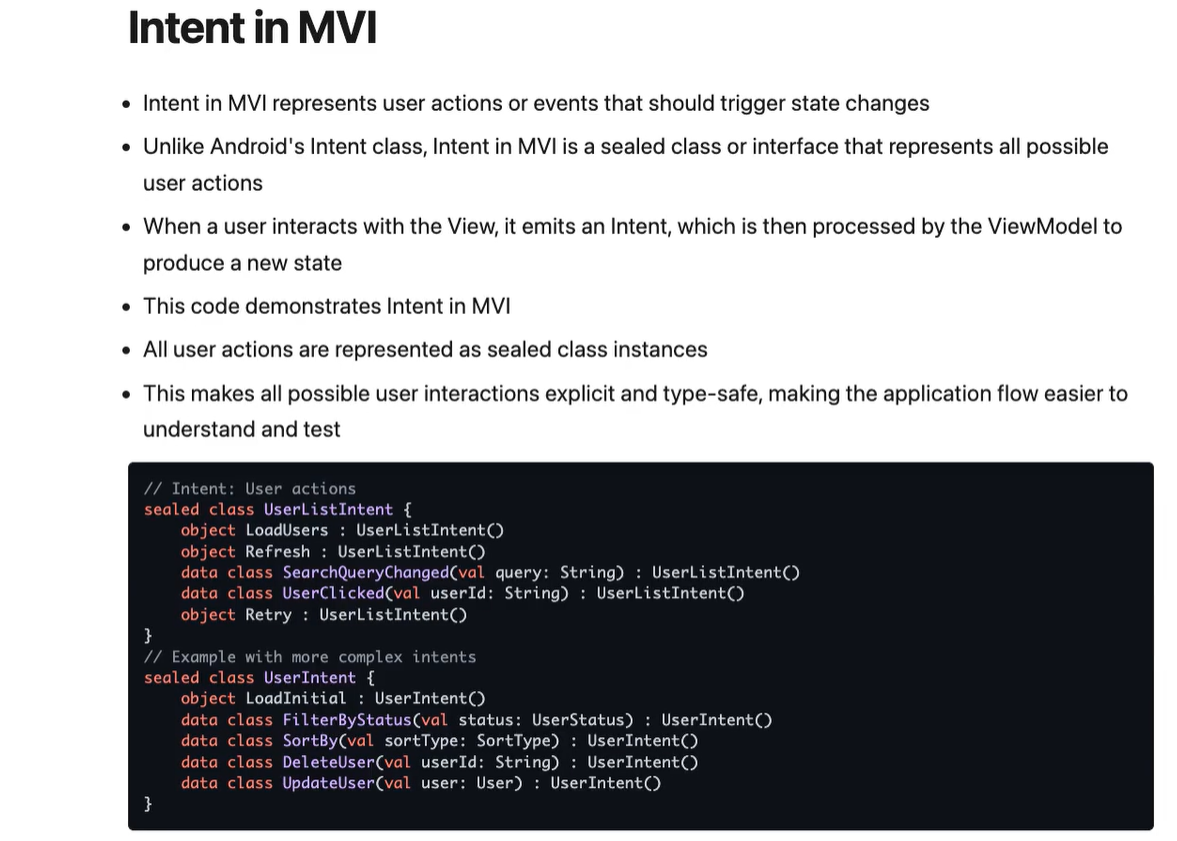 Intent in MVI
• Intent in MVI represents user actions or events that should trigger state changes
• Unlike Android's Intent class, Intent in MVI is a sealed class or interface that represents all possible
user actions
• When a user interacts with the View, it emits an Intent, which is then processed by the ViewModel to
produce a new state
• This code demonstrates Intent in MVI
• All user actions are represented as sealed class instances
• This makes all possible user interactions explicit and type-safe, making the application flow easier to
understand and test
// Intent: User actions
sealed class UserListIntent {
    object LoadUsers : UserListIntent()
    object Refresh : UserListIntent()
    data class SearchQueryChanged(val query: String) : UserListIntent()
    data class UserClicked(val userId: String) : UserListIntent()
    object Retry : UserListIntent()
}
// Example with more complex intents
sealed class UserIntent {
    object LoadInitial : UserIntent()
    data class FilterByStatus(val status: UserStatus) : UserIntent()
    data class SortBy(val sortType: SortType) : UserIntent()
    data class DeleteUser(val userId: String) : UserIntent()
    data class UpdateUser(val user: User) : UserIntent()
}